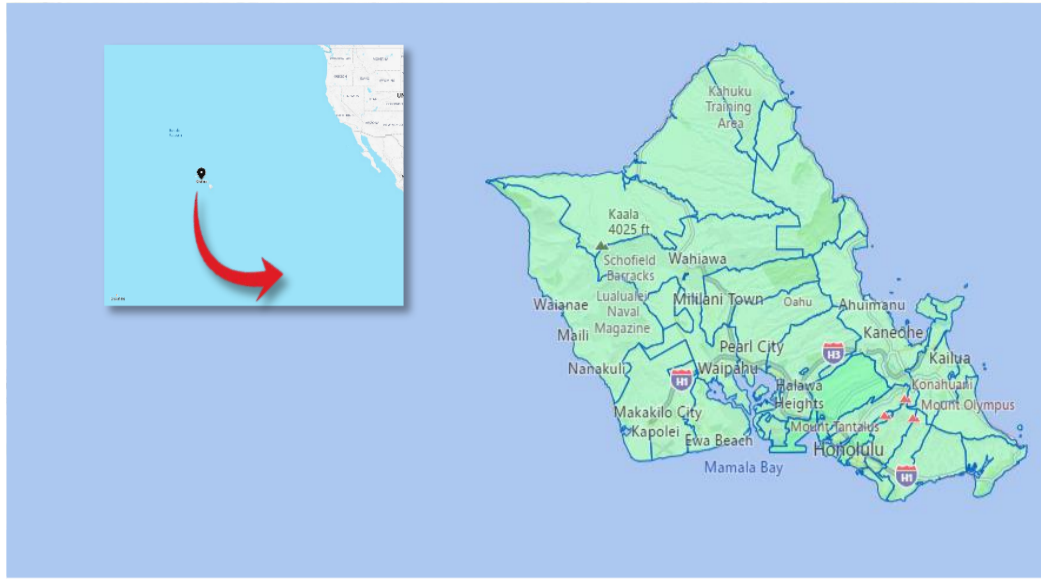 Kahuku
Training
Area
Kaala
4025 ft
Wahiawa
Schofield
Barracks
Waianae
Lualualei
Naval
Magazine
Mililani Town
Oahu
Ahuimanu
Maili
Kaneohe
Pearl City
H3
Nanakuli
Waipahu
Kailua
H1
Halawa
Heights
Konahuani
Mount Olympus
Makakilo City
Kapolei
Mount Tantalus
Ewa Beach
Honolulu
Mamala Bay
H1